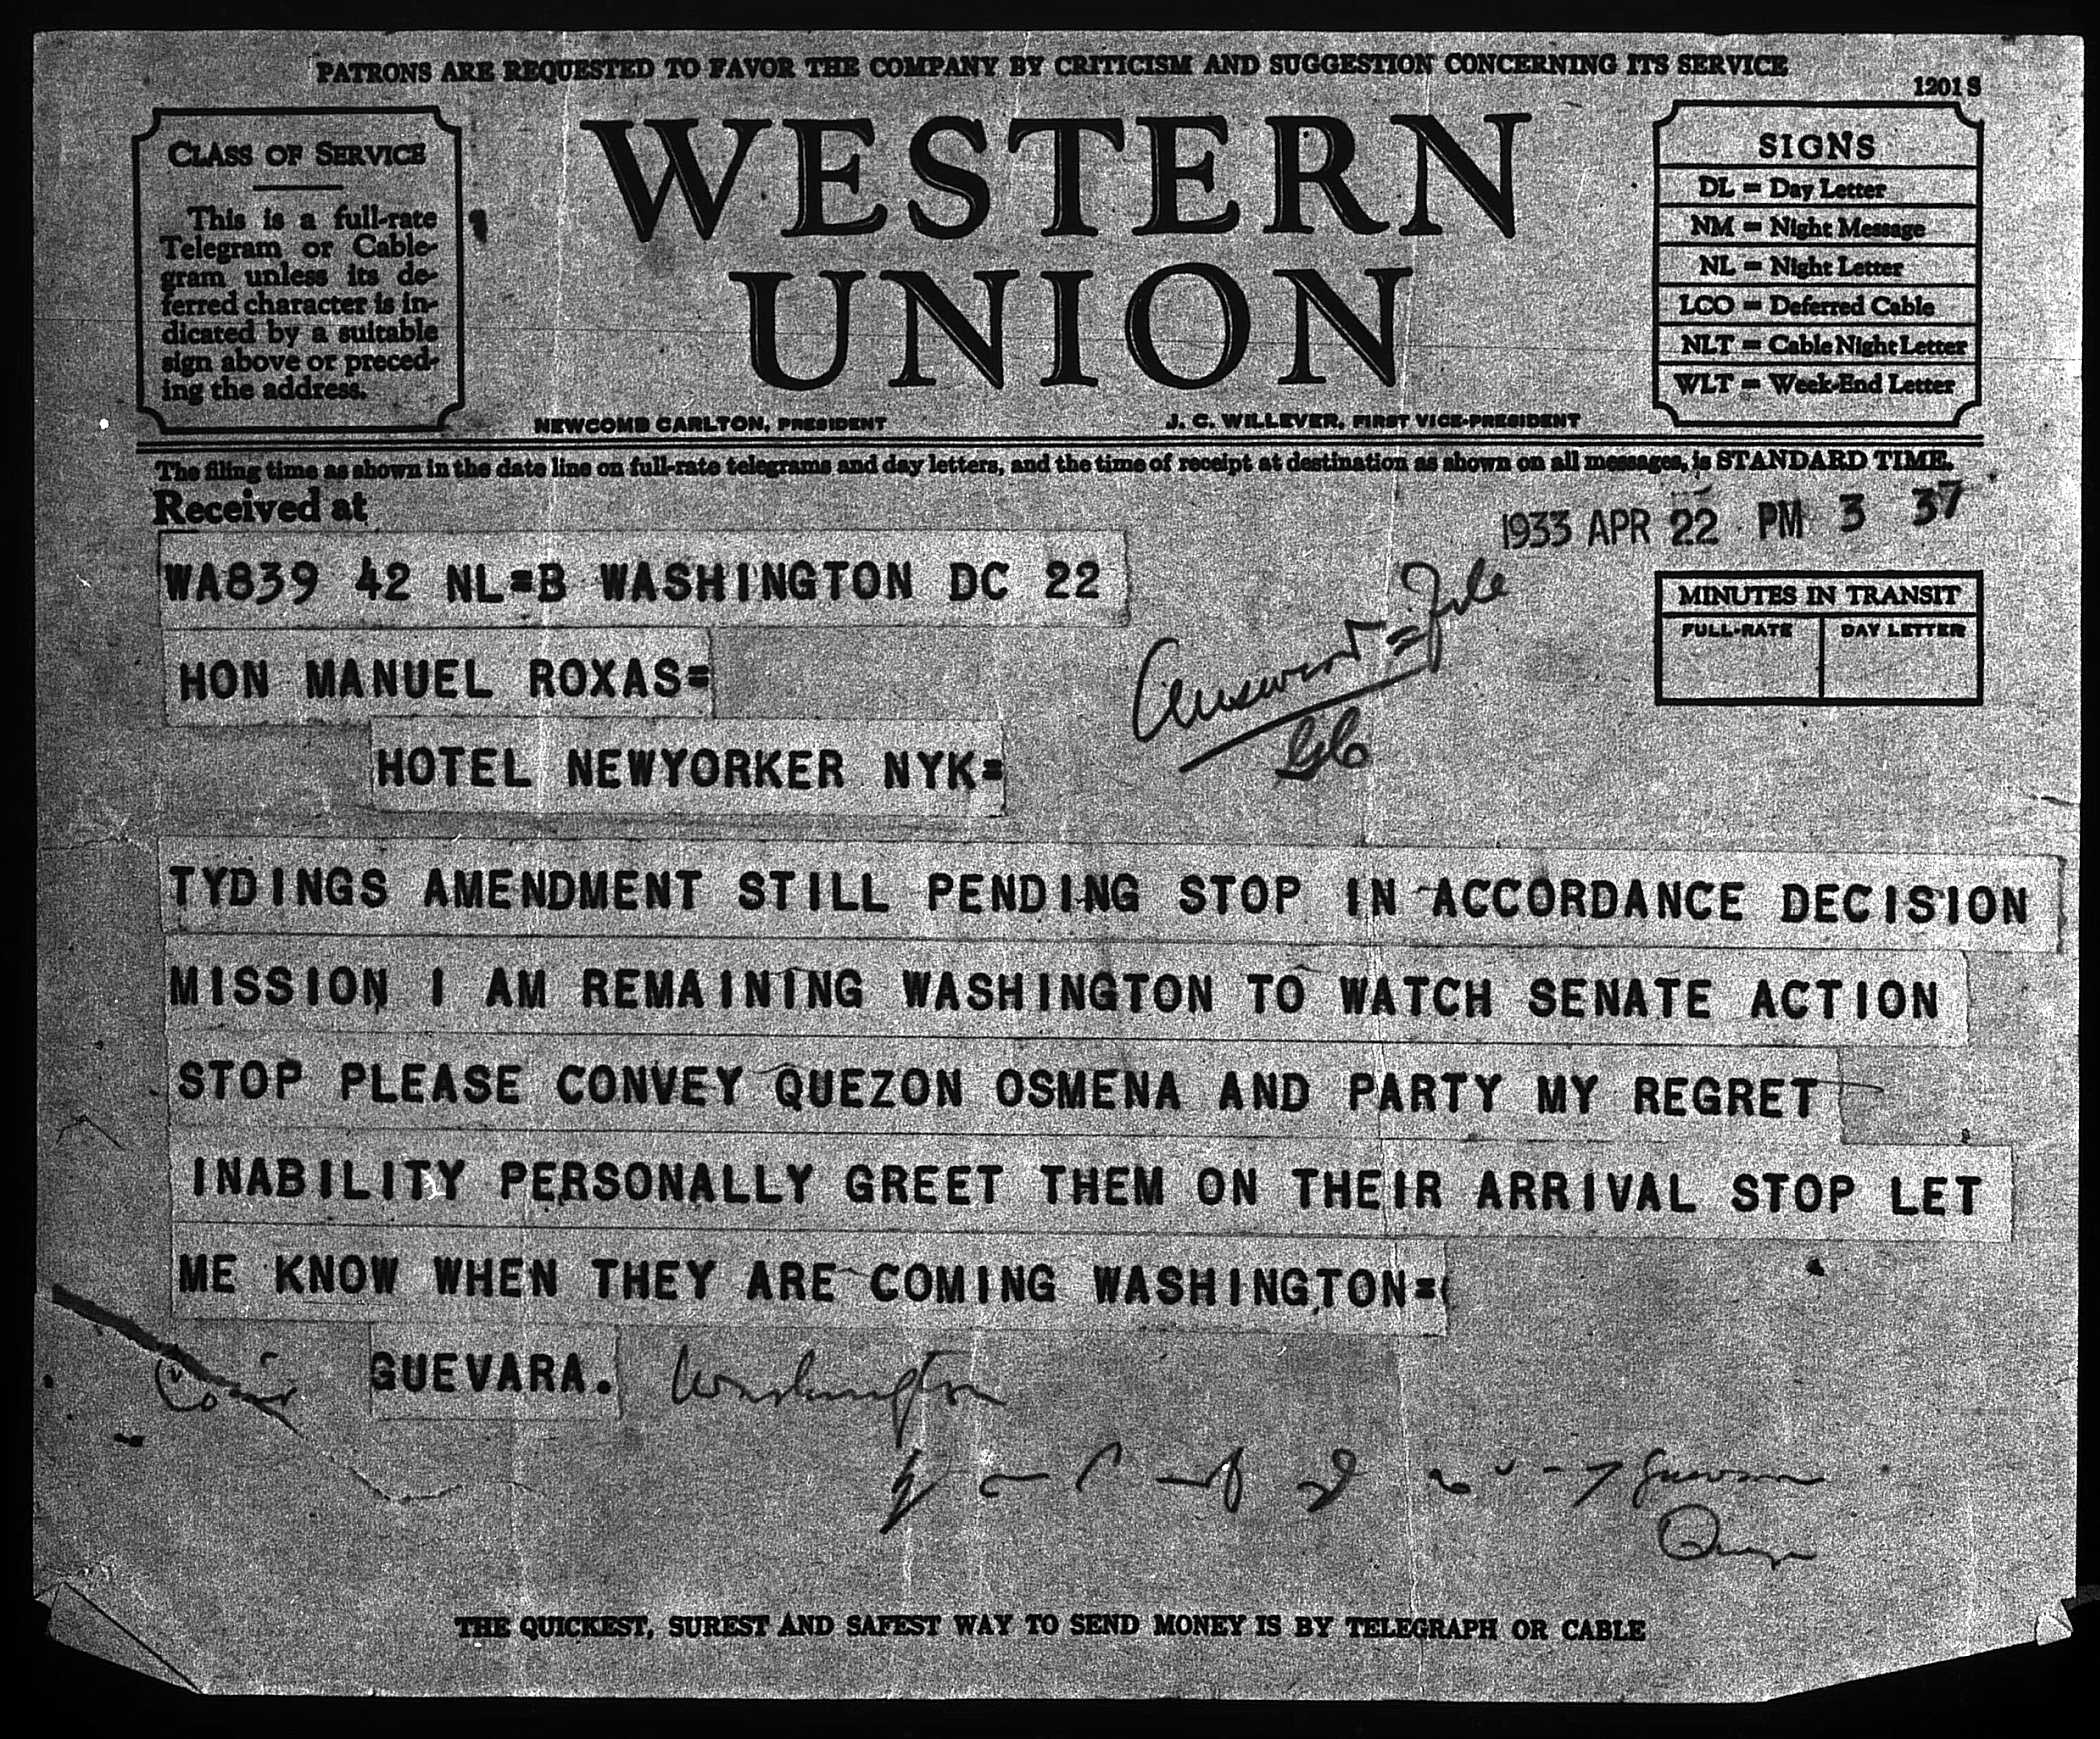 PATRONS ARE REQUESTED TO FAVOR THE COMPANY BY CRITICISM AND SUGGESTION CONCERNING ITS SERVICE
1201 S
CLASS OF SERVICE
This is a full-rate
Telegram or Cable-
gram unless its de-
ferred character is in-
dicated by a suitable
sign above or preced-
ing the address.
WESTERN
UNION
NEWCOMB CARLTON, PRESIDENT
J. C. WILLEVER, FIRST VICE-PRESIDENT
SIGNS
DL = Day Letter
NM = Night Message
NL = Night Letter
LCO = Deferred Cable
NLT = Cable Night Letter
WLT = Week-End Letter
The filing time as shown in the date line on full-rate telegrams and day letters, and the time of receipt at destination as shown on all messages, is STANDARD TIME.
Received at
1933 APR 22 PM 3 37
MINUTES IN TRANSIT
FULL-RATE
DAY LETTER
WA839 42 NL=B WASHINGTON DC 22
HON MANUEL ROXAS=
HOTEL NEWYORKER NYK=
File
TYDINGS AMENDMENT STILL PENDING STOP IN ACCORDANCE DECISION
MISSION I AM REMAINING WASHINGTON TO WATCH SENATE ACTION
STOP PLEASE CONVEY QUEZON OSMENA AND PARTY MY REGRET
INABILITY PERSONALLY GREET THEM ON THEIR ARRIVAL STOP LET
ME KNOW WHEN THEY ARE COMING WASHINGTON=
GUEVARA.
Washington
THE QUICKEST, SUREST AND SAFEST WAY TO SEND MONEY IS BY TELEGRAPH OR CABLE